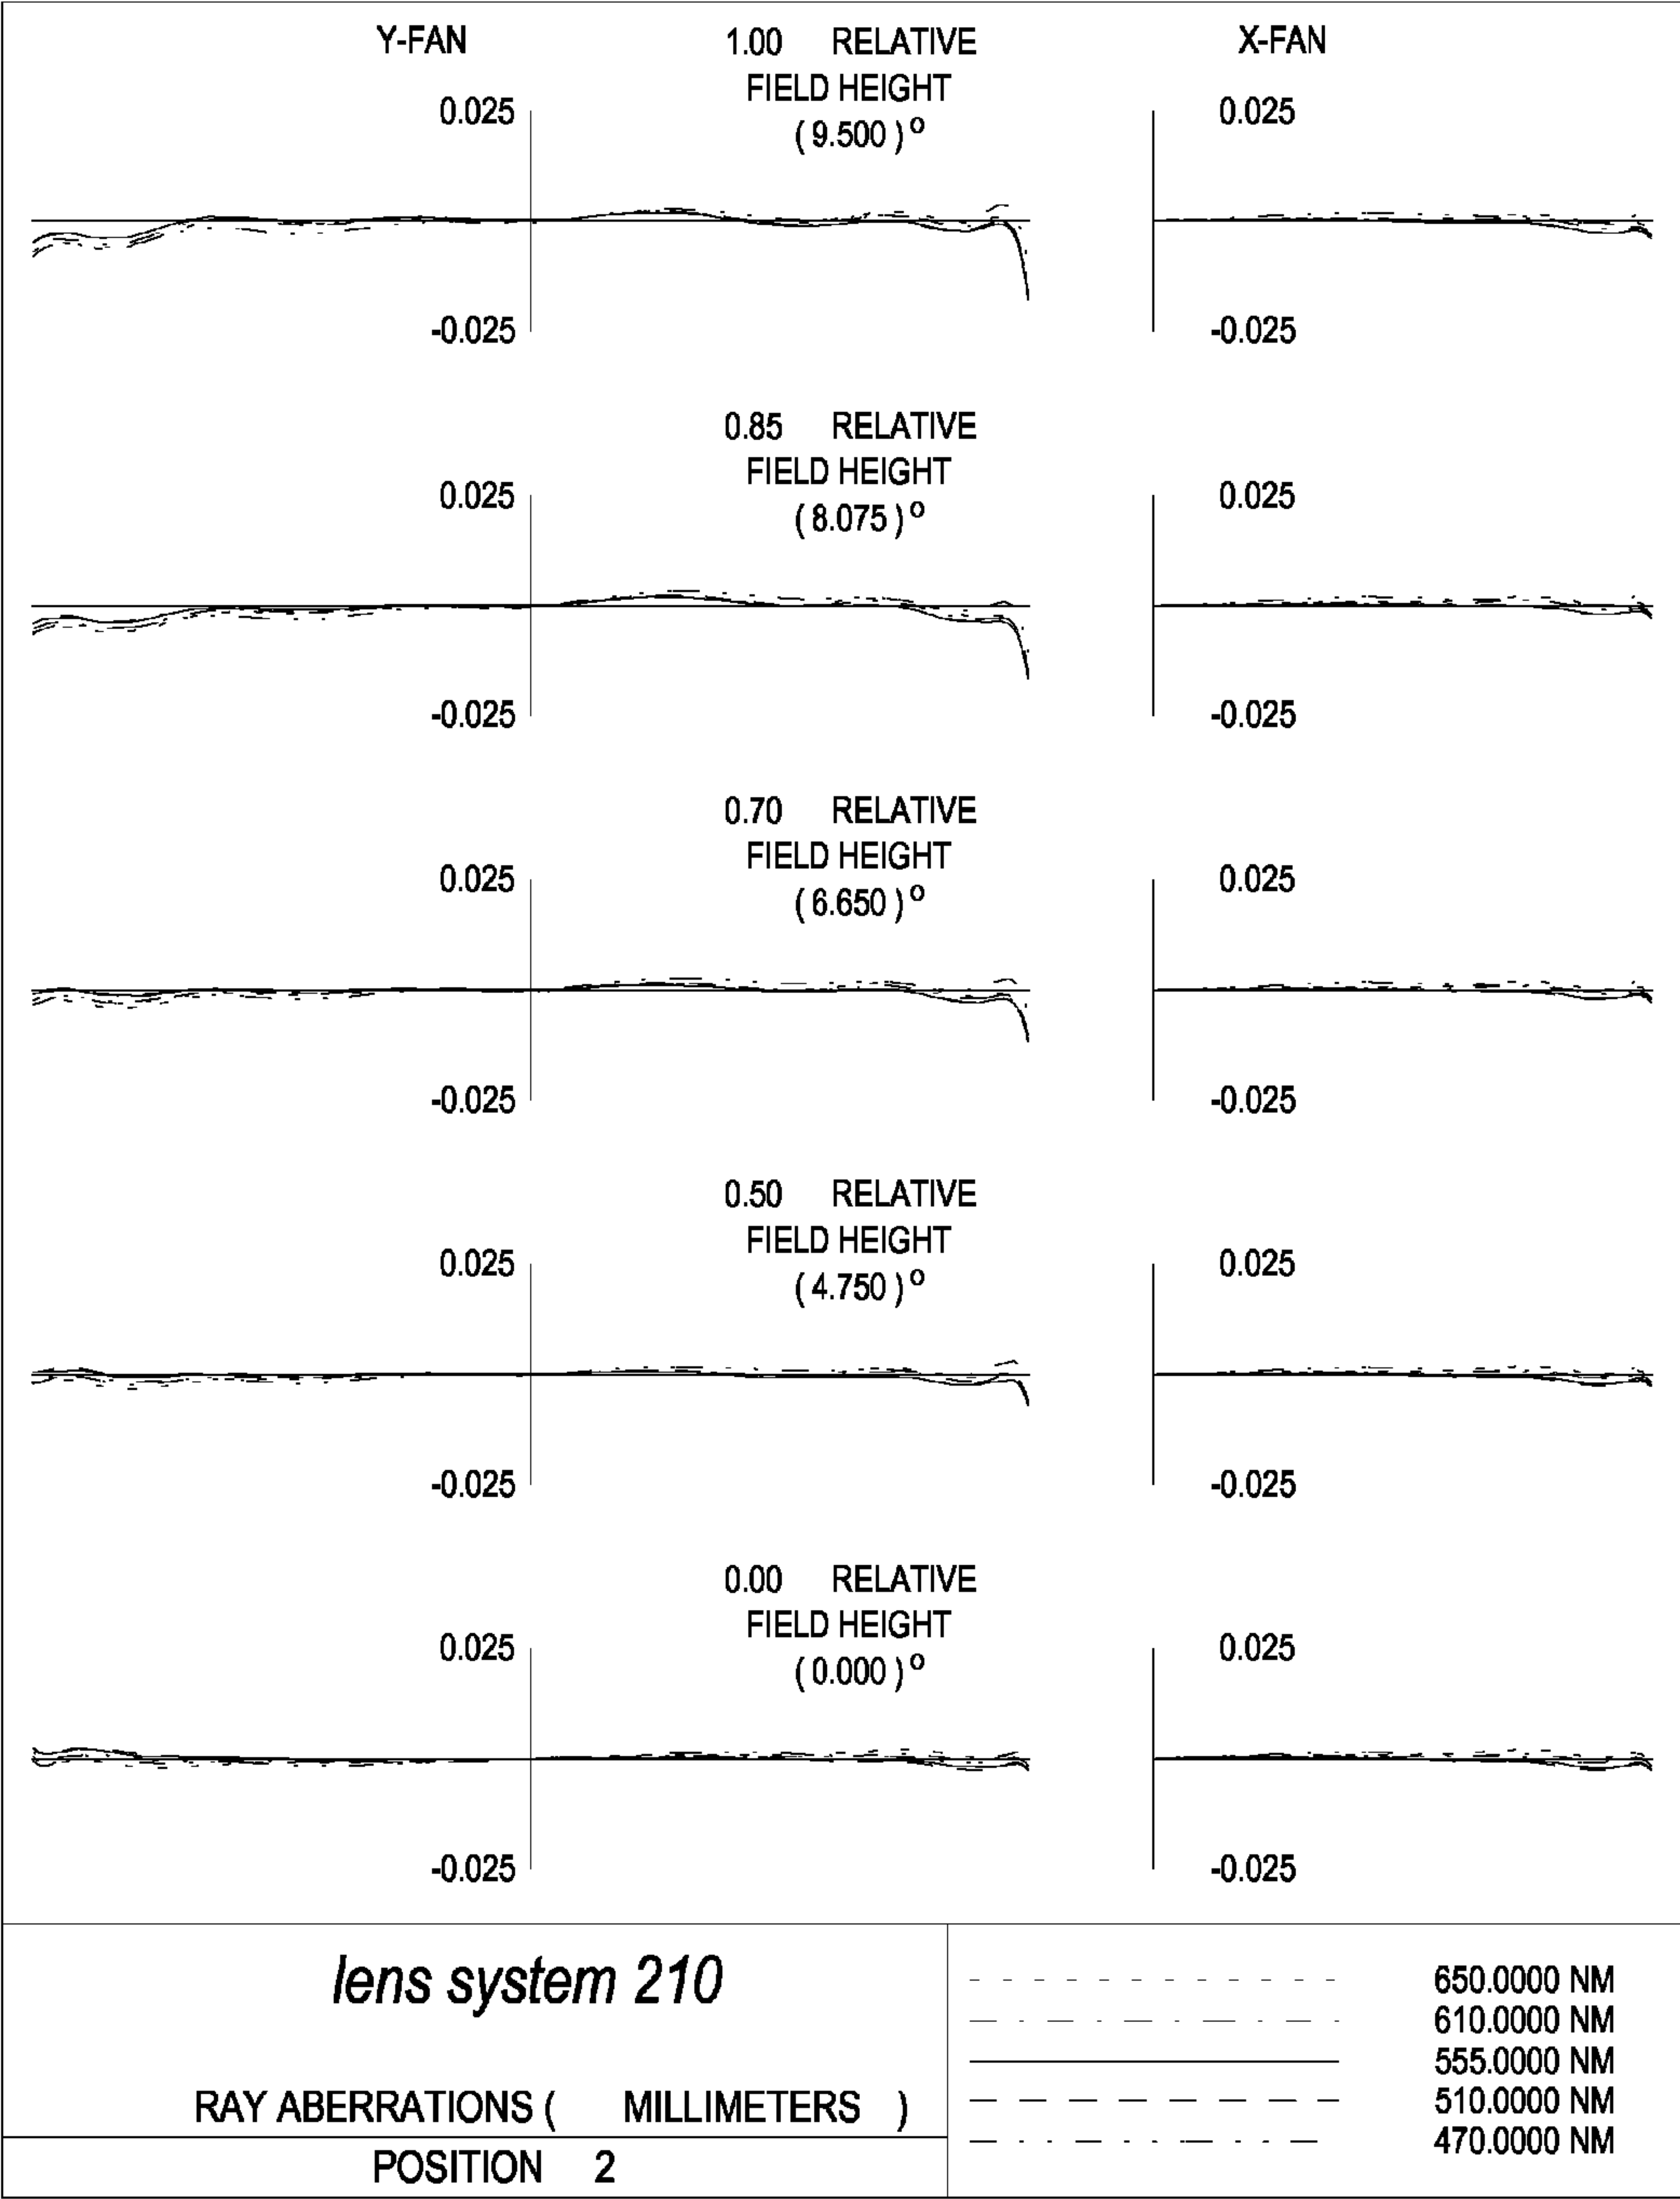 Y-FAN 1.00 RELATIVE X-FAN
FIELD HEIGHT
0.025 ( 9.500 )° 0.025
-0.025 -0.025
0.85 RELATIVE
FIELD HEIGHT
0.025 ( 8.075 )° 0.025
-0.025 -0.025
0.70 RELATIVE
FIELD HEIGHT
0.025 ( 6.650 )° 0.025
-0.025 -0.025
0.50 RELATIVE
FIELD HEIGHT
0.025 ( 4.750 )° 0.025
-0.025 -0.025
0.00 RELATIVE
FIELD HEIGHT
0.025 ( 0.000 )° 0.025
-0.025 -0.025
lens system 210
RAY ABERRATIONS ( MILLIMETERS )
POSITION 2
650.0000 NM
610.0000 NM
555.0000 NM
510.0000 NM
470.0000 NM